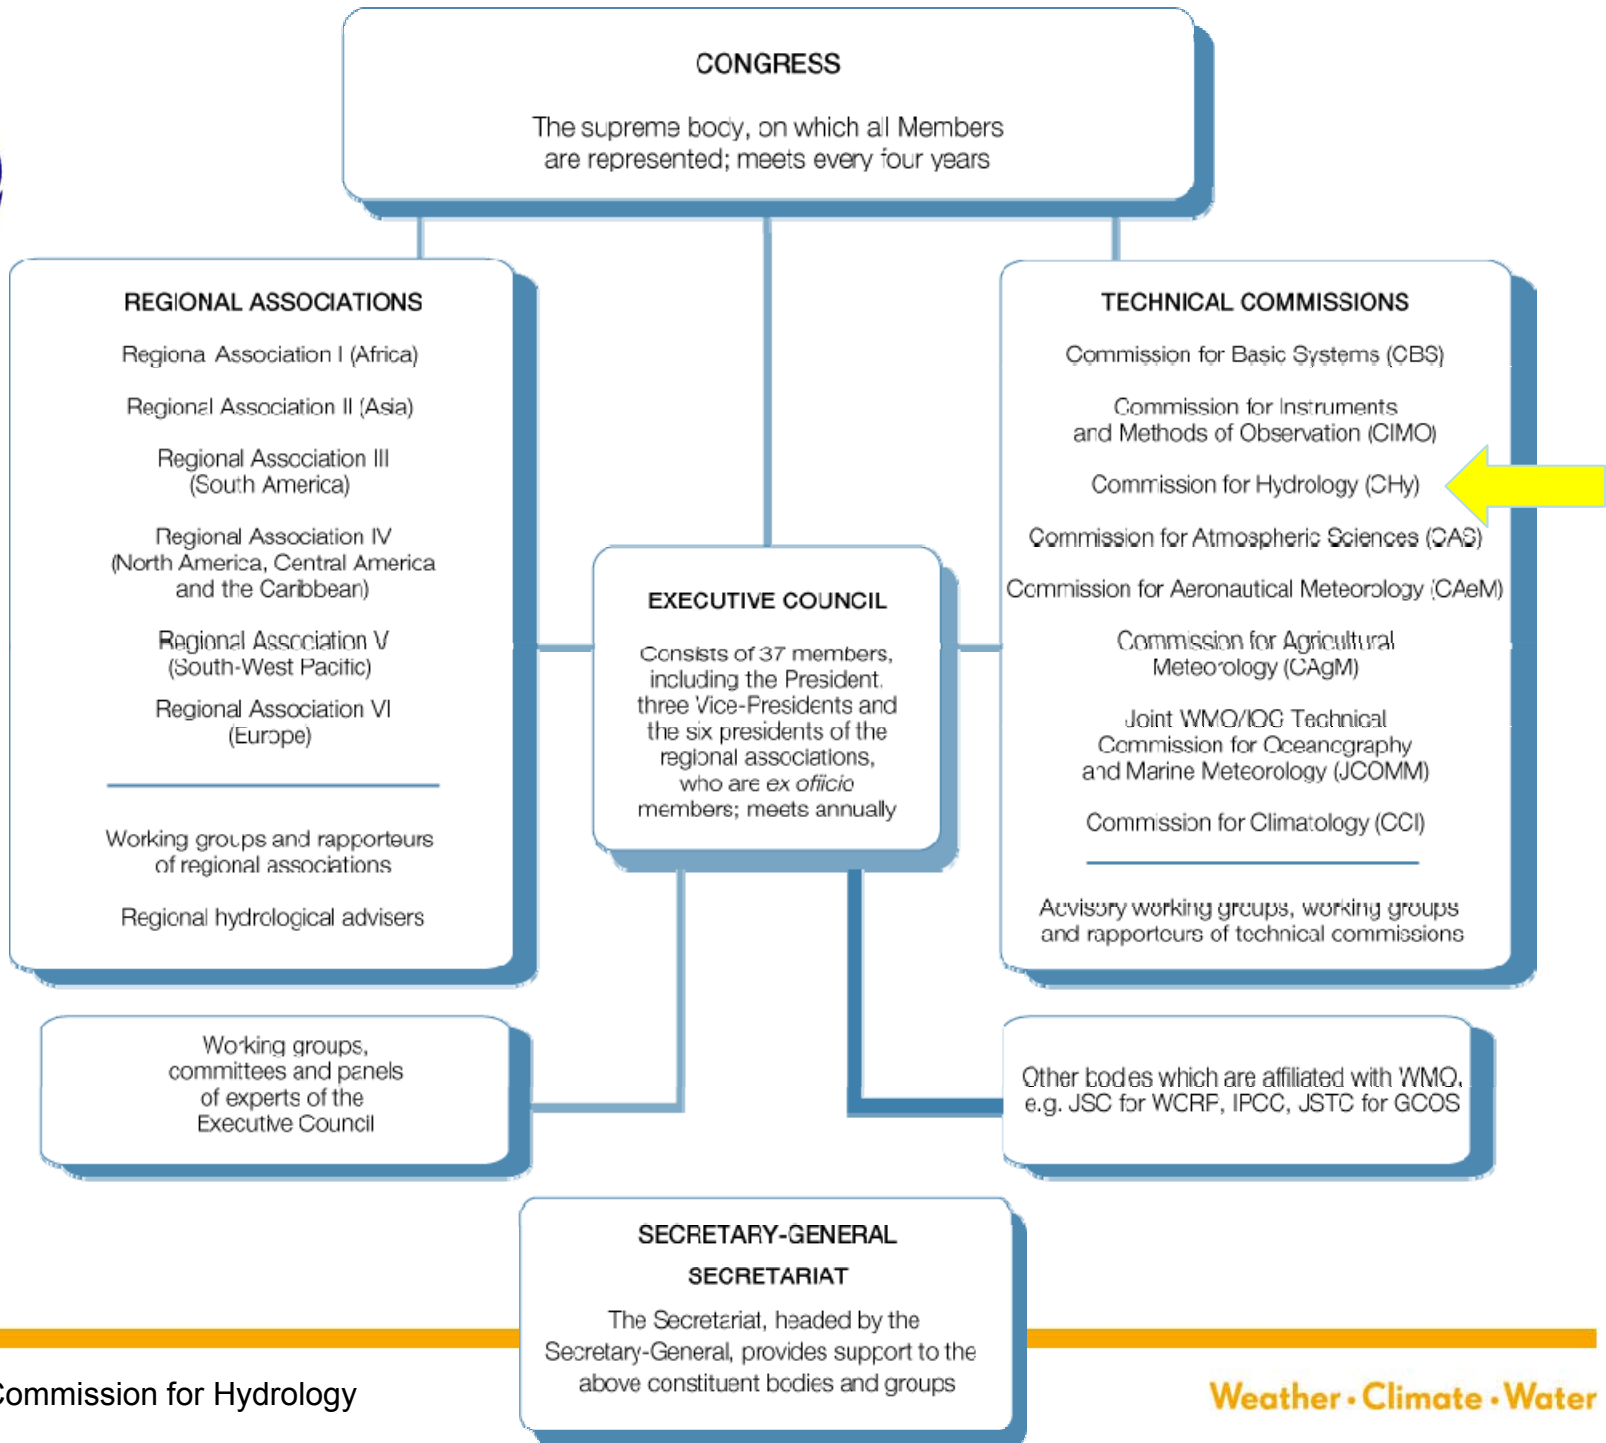 CONGRESS
The supreme body, on which all Members
are represented; meets every four years
REGIONAL ASSOCIATIONS
Regional Association I (Africa)
Regional Association II (Asia)
Regional Association III
(South America)
Regional Association IV
(North America, Central America
and the Caribbean)
Regional Association V
(South-West Pacific)
Regional Association VI
(Europe)
Working groups and rapporteurs
of regional associations
Regional hydrological advisers
EXECUTIVE COUNCIL
Consists of 37 members,
including the President,
three Vice-Presidents and
the six presidents of the
regional associations,
who are ex officio
members; meets annually
TECHNICAL COMMISSIONS
Commission for Basic Systems (CBS)
Commission for Instruments
and Methods of Observation (CIMO)
Commission for Hydrology (CHy)
Commission for Atmospheric Sciences (CAS)
Commission for Aeronautical Meteorology (CAeM)
Commission for Agricultural
Meteorology (CAgM)
Joint WMO/IOC Technical
Commission for Oceanography
and Marine Meteorology (JCOMM)
Commission for Climatology (CCl)
Advisory working groups, working groups
and rapporteurs of technical commissions
Working groups,
committees and panels
of experts of the
Executive Council
Other bodies which are affiliated with WMO,
e.g. JSC for WCRP, IPCC, JSTC for GCOS
SECRETARY-GENERAL
SECRETARIAT
The Secretariat, headed by the
Secretary-General, provides support to the
above constituent bodies and groups
Commission for Hydrology
Weather • Climate • Water